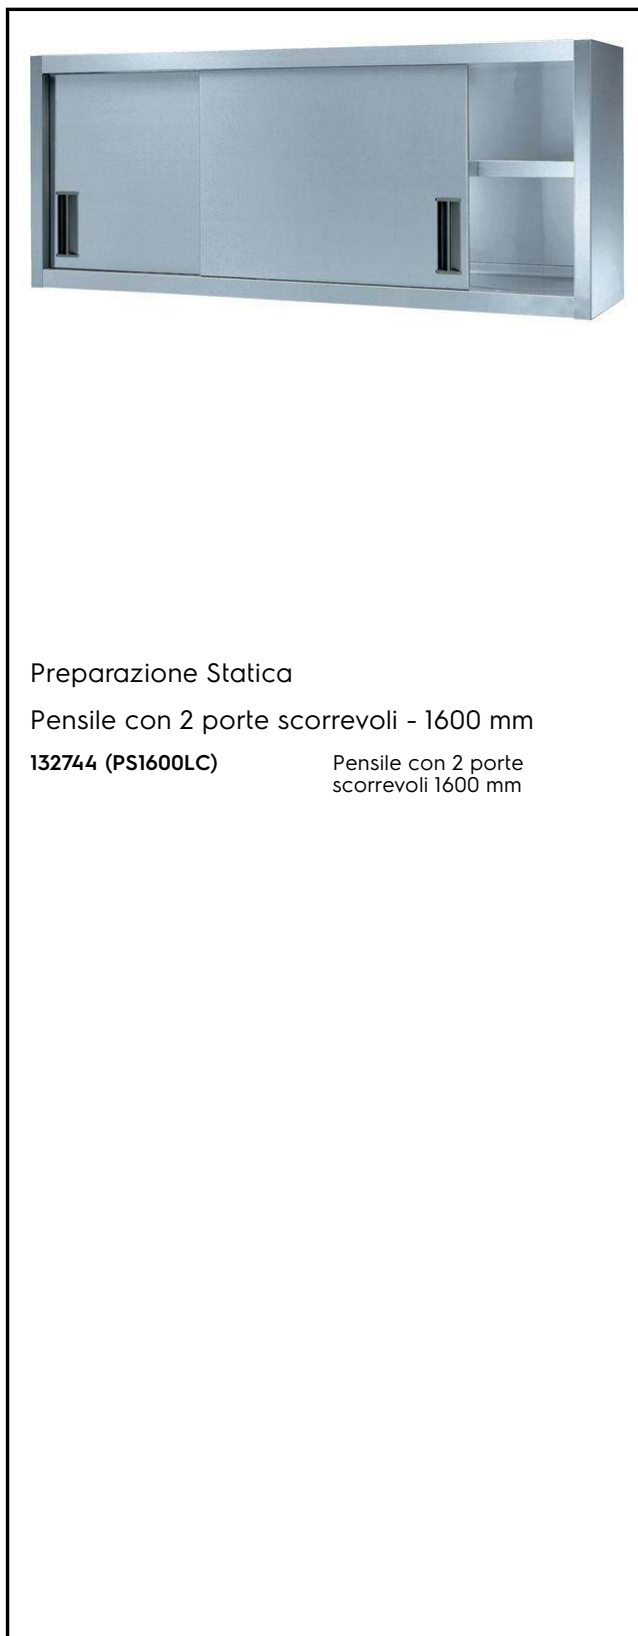 Preparazione Statica
Pensile con 2 porte scorrevoli - 1600 mm
132744 (PS1600LC) Pensile con 2 porte
scorrevoli 1600 mm